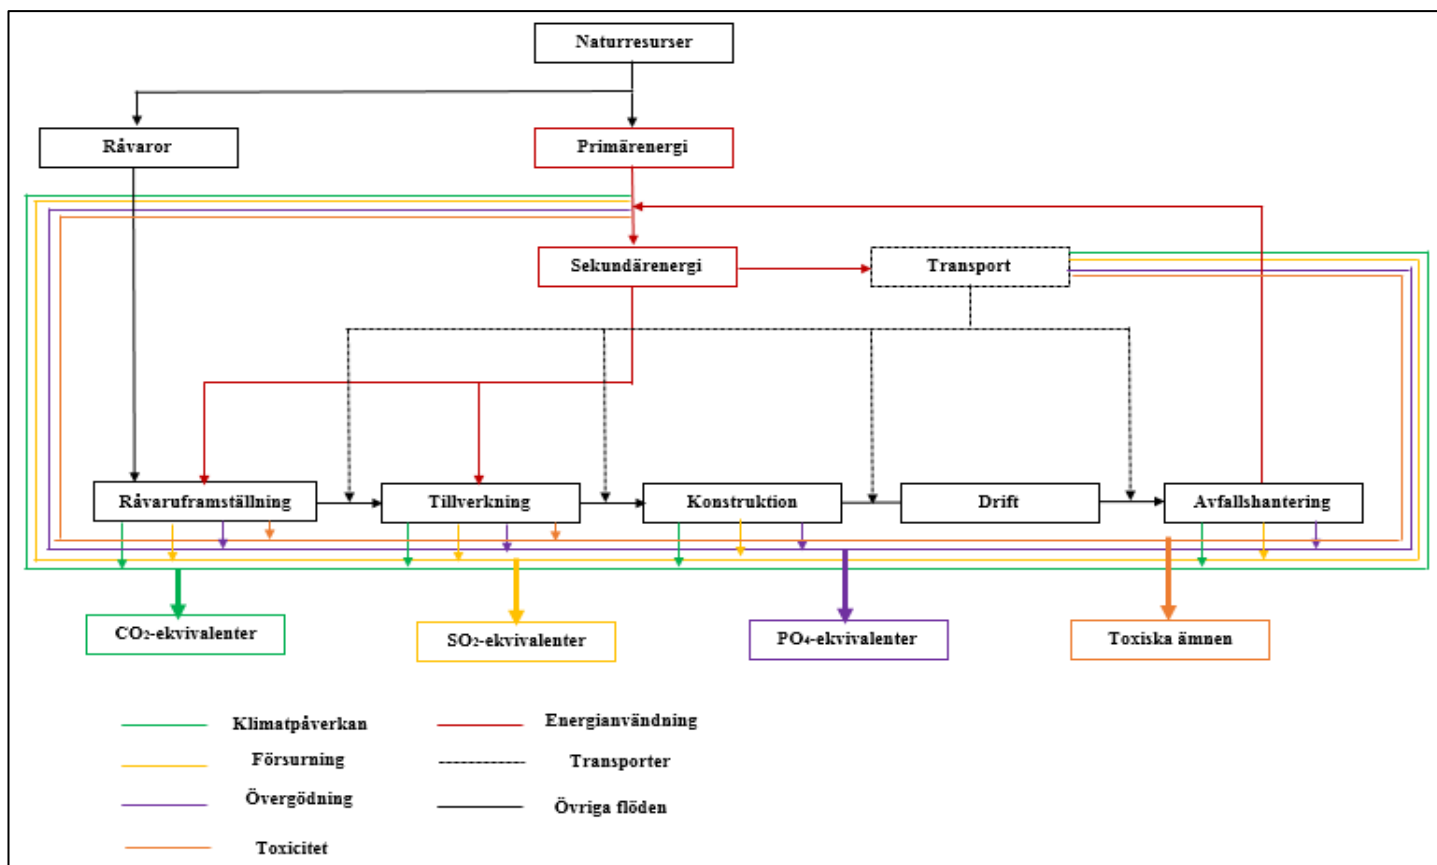 Naturresurser
Råvaror
Primärenergi
Sekundärenergi
Transport
Råvaruframställning
Tillverkning
Konstruktion
Drift
Avfallshantering
CO₂-ekvivalenter
SO₂-ekvivalenter
PO₄-ekvivalenter
Toxiska ämnen
Klimatpåverkan
Energianvändning
Försurning
Transporter
Övergödning
Övriga flöden
Toxicitet